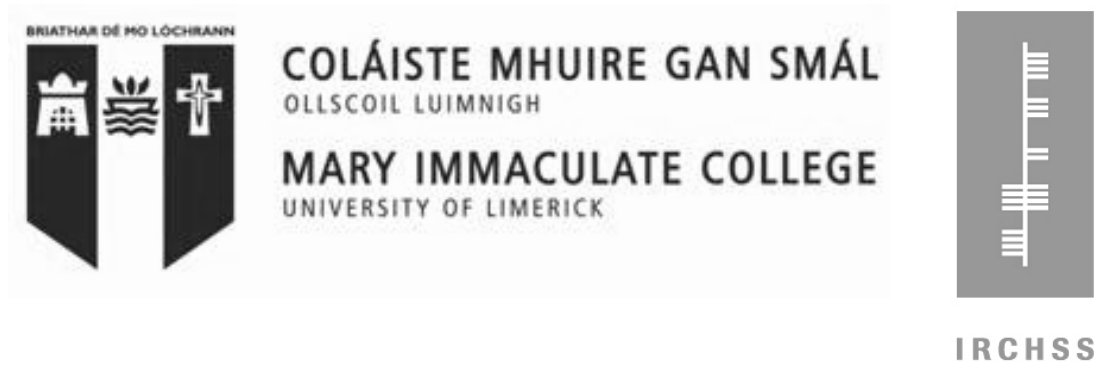 BRIATHAR DÉ MO LÓCHRANN
COLÁISTE MHUIRE GAN SMÁL
OLLSCOIL LUIMNIGH
MARY IMMACULATE COLLEGE
UNIVERSITY OF LIMERICK
IRCHSS